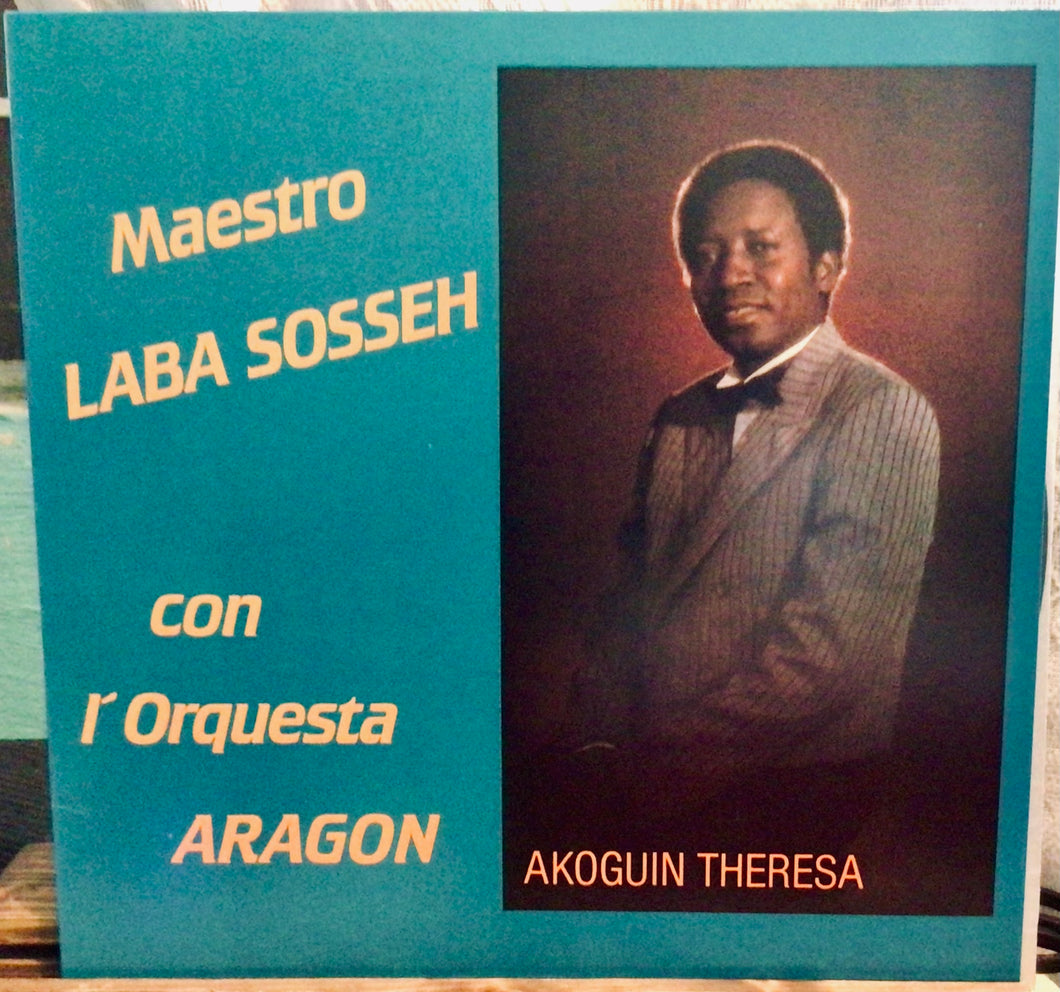 Maestro
LABA SOSSEH
con
l'Orquesta
ARAGON
AKOGUIN THERESA